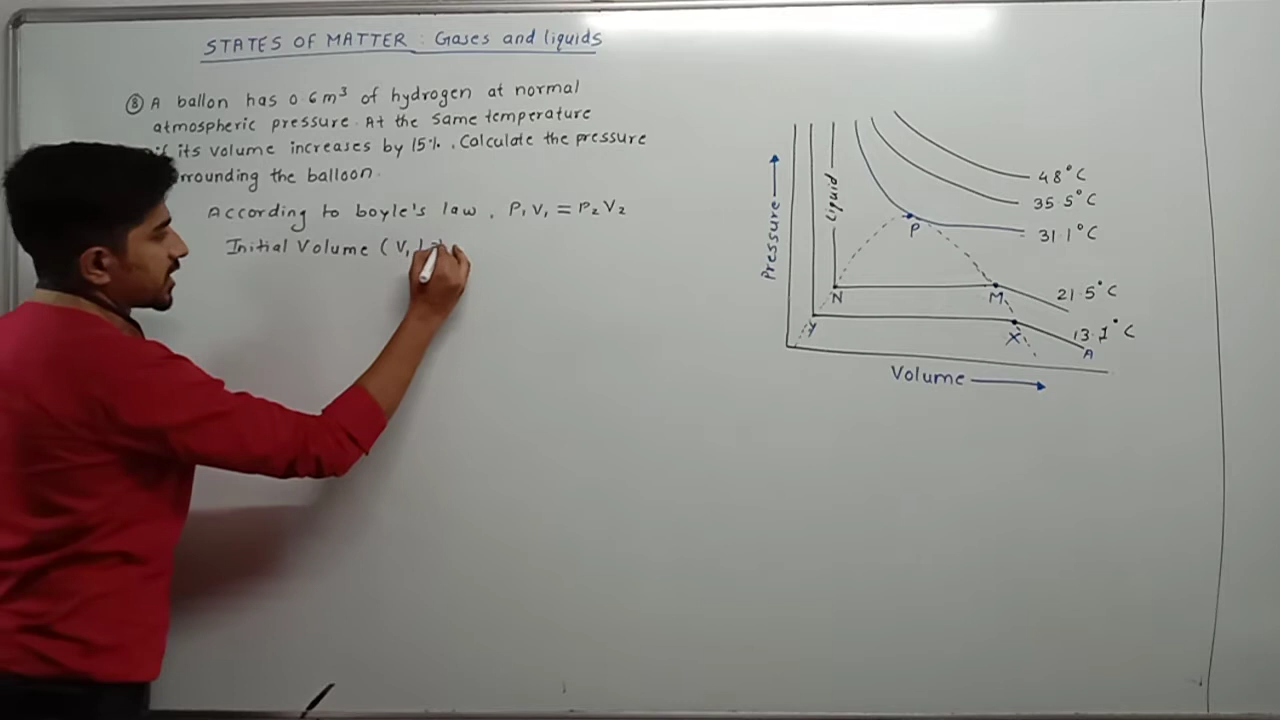 STATES OF MATTER : Gases and liquids
⑧ A ballon has 0.6m³ of hydrogen at normal
atmospheric pressure. At the same temperature
if its volume increases by 15%. Calculate the pressure
rrounding the balloon.
According to boyle's law, P₁V₁ = P₂V₂
Initial Volume (V₁)
Pressure
Liquid
48°C
35.5°C
31.1°C
P
21.5°C
N
M
13.1°C
Y
X
A
Volume